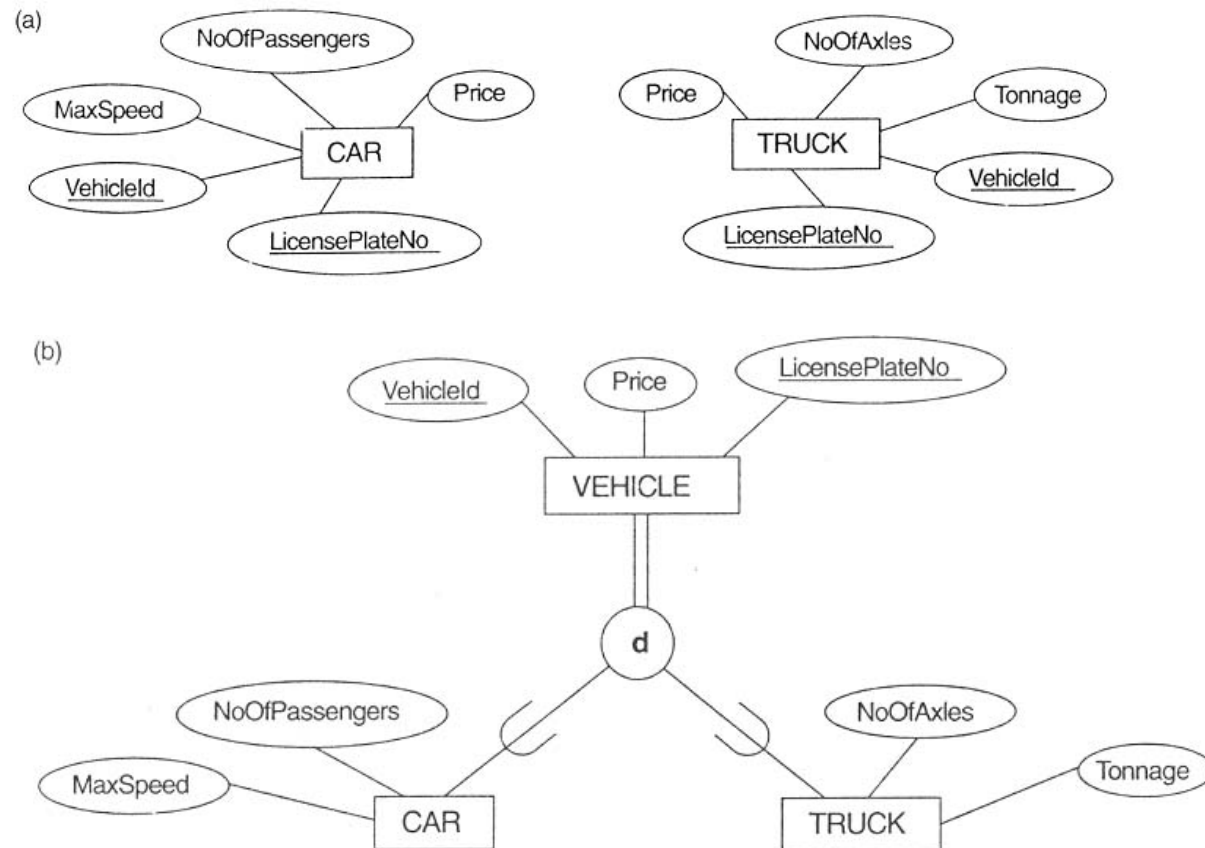 (a)
NoOfPassengers
NoOfAxles
Price
Price
Tonnage
MaxSpeed
CAR
TRUCK
VehicleId
VehicleId
LicensePlateNo
LicensePlateNo
(b)
VehicleId
Price
LicensePlateNo
VEHICLE
d
NoOfPassengers
NoOfAxles
MaxSpeed
Tonnage
CAR
TRUCK